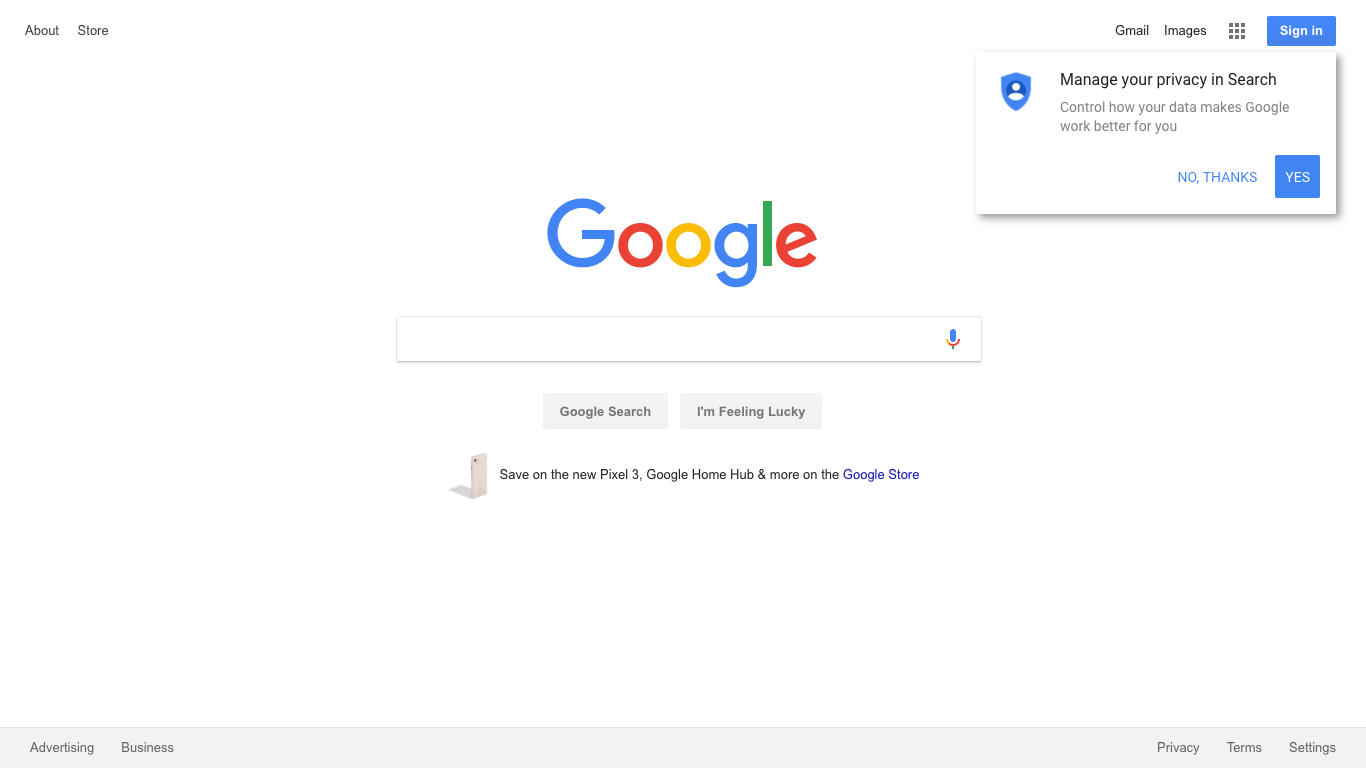 About Store
Gmail Images Sign in
Manage your privacy in Search
Control how your data makes Google
work better for you
NO, THANKS YES
Google
Google Search I'm Feeling Lucky
Save on the new Pixel 3, Google Home Hub & more on the Google Store
Advertising Business
Privacy Terms Settings